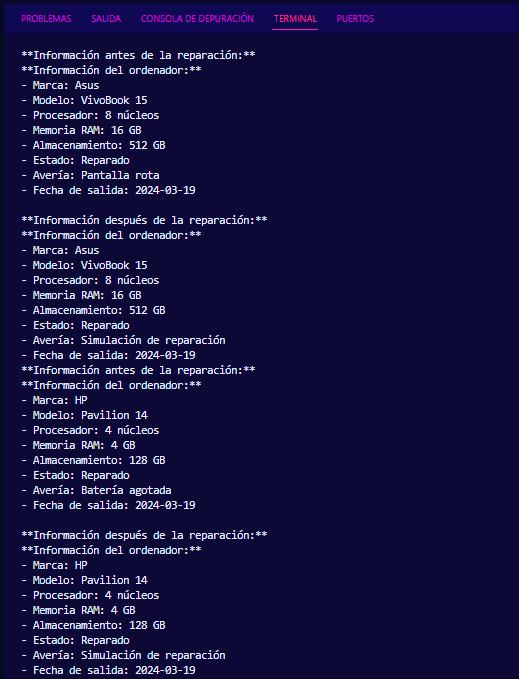 PROBLEMAS SALIDA CONSOLA DE DEPURACIÓN TERMINAL PUERTOS
**Información antes de la reparación:**
**Información del ordenador:**
- Marca: Asus
- Modelo: VivoBook 15
- Procesador: 8 núcleos
- Memoria RAM: 16 GB
- Almacenamiento: 512 GB
- Estado: Reparado
- Avería: Pantalla rota
- Fecha de salida: 2024-03-19
**Información después de la reparación:**
**Información del ordenador:**
- Marca: Asus
- Modelo: VivoBook 15
- Procesador: 8 núcleos
- Memoria RAM: 16 GB
- Almacenamiento: 512 GB
- Estado: Reparado
- Avería: Simulación de reparación
- Fecha de salida: 2024-03-19
**Información antes de la reparación:**
**Información del ordenador:**
- Marca: HP
- Modelo: Pavilion 14
- Procesador: 4 núcleos
- Memoria RAM: 4 GB
- Almacenamiento: 128 GB
- Estado: Reparado
- Avería: Batería agotada
- Fecha de salida: 2024-03-19
**Información después de la reparación:**
**Información del ordenador:**
- Marca: HP
- Modelo: Pavilion 14
- Procesador: 4 núcleos
- Memoria RAM: 4 GB
- Almacenamiento: 128 GB
- Estado: Reparado
- Avería: Simulación de reparación
- Fecha de salida: 2024-03-19